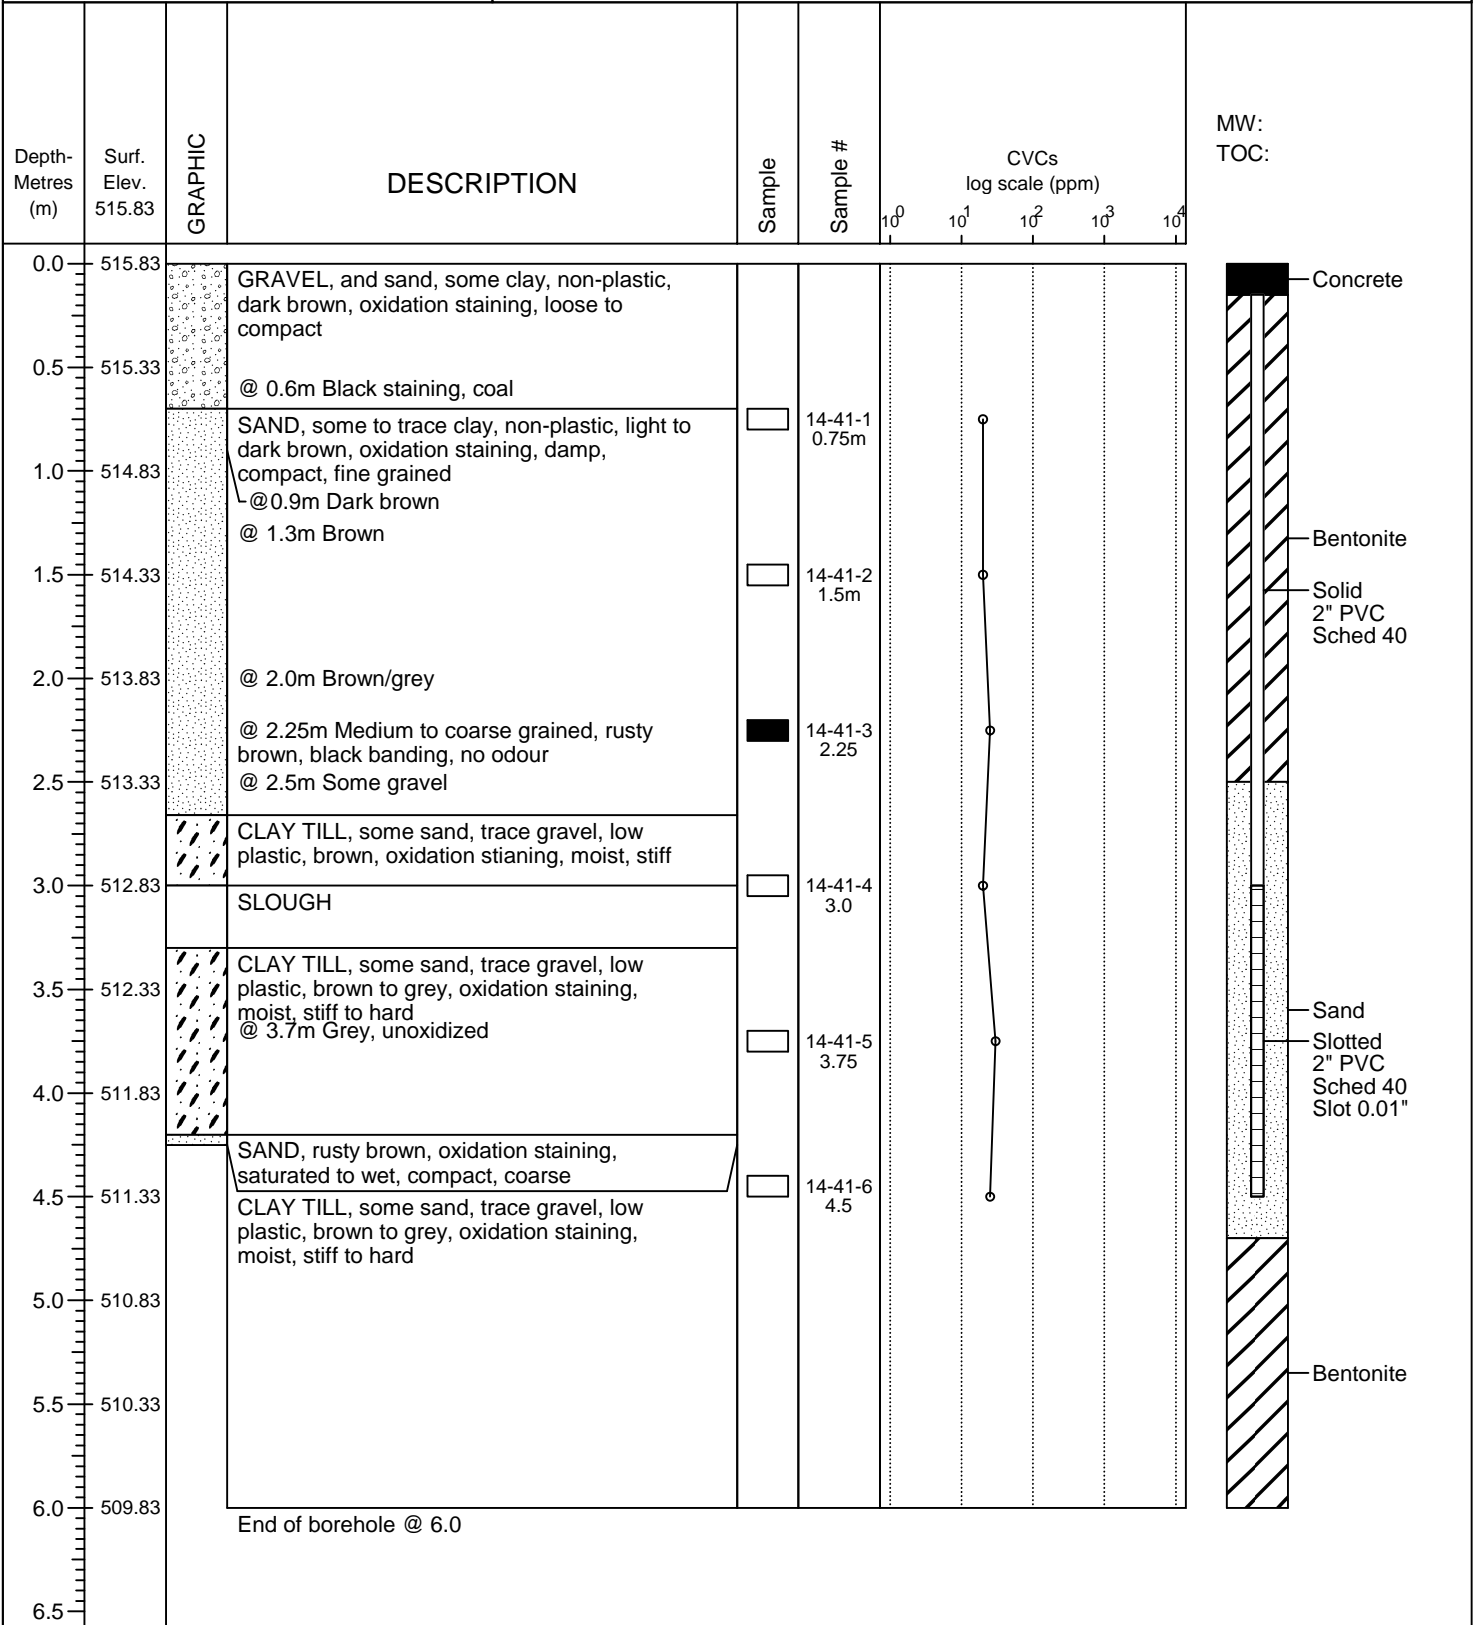 Depth-
Metres
(m)
Surf.
Elev.
515.83
GRAPHIC
DESCRIPTION
Sample
Sample #
CVCs
log scale (ppm)
10^0 10^1 10^2 10^3 10^4
MW:
TOC:
0.0 515.83
GRAVEL, and sand, some clay, non-plastic,
dark brown, oxidation staining, loose to
compact
Concrete
0.5 515.33
@ 0.6m Black staining, coal
SAND, some to trace clay, non-plastic, light to
dark brown, oxidation staining, damp,
compact, fine grained
14-41-1
0.75m
1.0 514.83
@0.9m Dark brown
@ 1.3m Brown
Bentonite
1.5 514.33
14-41-2
1.5m
Solid
2" PVC
Sched 40
2.0 513.83
@ 2.0m Brown/grey
@ 2.25m Medium to coarse grained, rusty
brown, black banding, no odour
14-41-3
2.25
2.5 513.33
@ 2.5m Some gravel
CLAY TILL, some sand, trace gravel, low
plastic, brown, oxidation stianing, moist, stiff
3.0 512.83
14-41-4
3.0
SLOUGH
CLAY TILL, some sand, trace gravel, low
plastic, brown to grey, oxidation staining,
moist, stiff to hard
3.5 512.33
@ 3.7m Grey, unoxidized
14-41-5
3.75
Sand
Slotted
2" PVC
Sched 40
Slot 0.01"
4.0 511.83
SAND, rusty brown, oxidation staining,
saturated to wet, compact, coarse
14-41-6
4.5
4.5 511.33
CLAY TILL, some sand, trace gravel, low
plastic, brown to grey, oxidation staining,
moist, stiff to hard
5.0 510.83
Bentonite
5.5 510.33
6.0 509.83
End of borehole @ 6.0
6.5